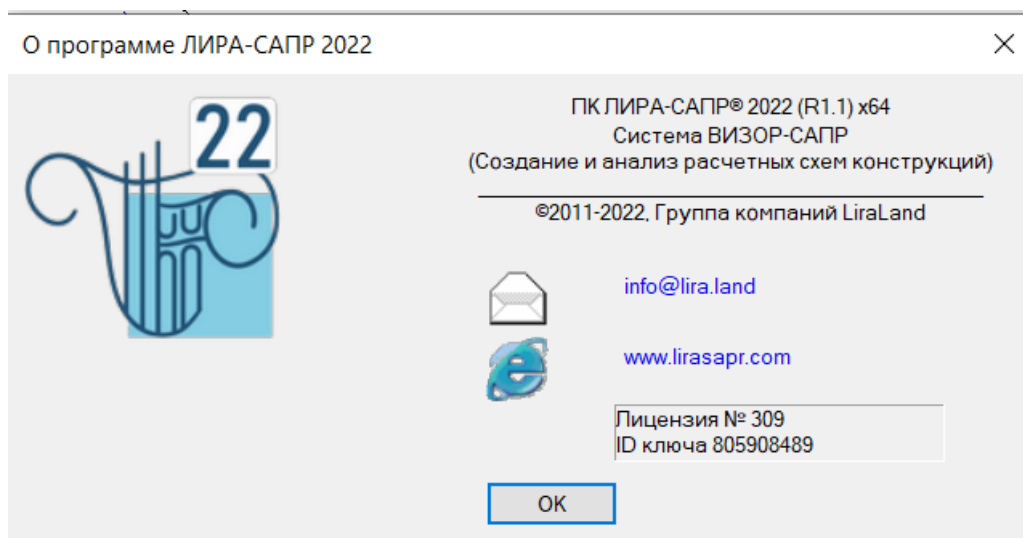 О программе ЛИРА-САПР 2022
22
ПК ЛИРА-САПР® 2022 (R1.1) x64
Система ВИЗОР-САПР
(Создание и анализ расчетных схем конструкций)
©2011-2022, Группа компаний LiraLand
info@lira.land
www.lirasapr.com
Лицензия № 309
ID ключа 805908489
OK